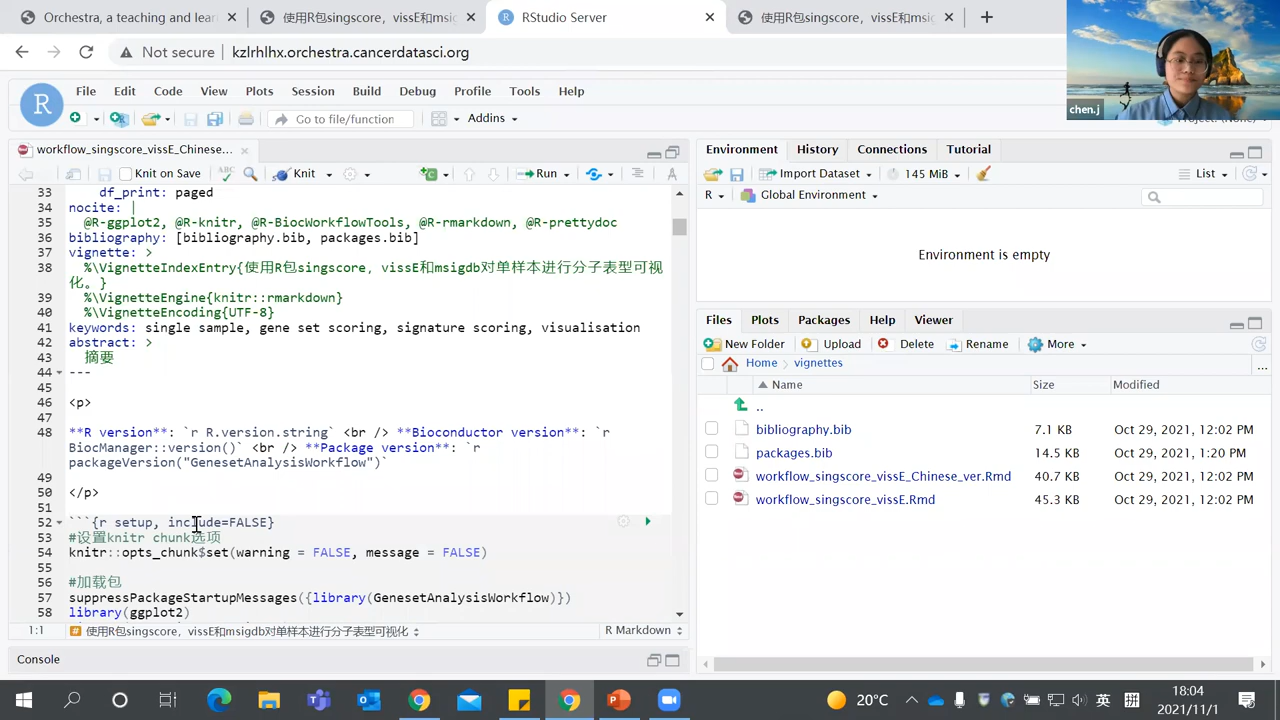 Orchestra, a teaching and lear
使用R包singscore，vissE和msig
RStudio Server
使用R包singscore，vissE和msig
Not secure
kzlrhlhx.orchestra.cancerdatasci.org
chen.j
R
File Edit Code View Plots Session Build Debug Profile Tools Help
Go to file/function
Addins
workflow_singscore_vissE_Chinese...
Knit on Save
ABC
Knit
Run
33 df_print: paged
34 nocite: |
35 @R-ggplot2, @R-knitr, @R-BiocWorkflowTools, @R-rmarkdown, @R-prettydoc
36 bibliography: [bibliography.bib, packages.bib]
37 vignette: >
38 %\VignetteIndexEntry{使用R包singscore，vissE和msigdb对单样本进行分子表型可视
化。}
39 %\VignetteEngine{knitr::rmarkdown}
40 %\VignetteEncoding{UTF-8}
41 keywords: single sample, gene set scoring, signature scoring, visualisation
42 abstract: >
43 摘要
44 ---
45
46 <p>
47
48 **R version**: `r R.version.string` <br /> **Bioconductor version**: `r
BiocManager::version()` <br /> **Package version**: `r
packageVersion("GenesetAnalysisWorkflow")`
49
50 </p>
51
52 ```{r setup, include=FALSE}
53 #设置knitr chunk选项
54 knitr::opts_chunk$set(warning = FALSE, message = FALSE)
55
56 #加载包
57 suppressPackageStartupMessages({library(GenesetAnalysisWorkflow)})
58 library(ggplot2)
1:1
使用R包singscore，vissE和msigdb对单样本进行分子表型可视化
R Markdown
Console
Environment History Connections Tutorial
Import Dataset
145 MiB
List
R
Global Environment
Environment is empty
Files Plots Packages Help Viewer
New Folder Upload Delete Rename More
Home vignettes
...
Name Size Modified
..
bibliography.bib 7.1 KB Oct 29, 2021, 12:02 PM
packages.bib 14.5 KB Oct 29, 2021, 1:20 PM
workflow_singscore_vissE_Chinese_ver.Rmd 40.7 KB Oct 29, 2021, 12:02 PM
workflow_singscore_vissE.Rmd 45.3 KB Oct 29, 2021, 12:02 PM
20°C
英
拼
18:04
2021/11/1